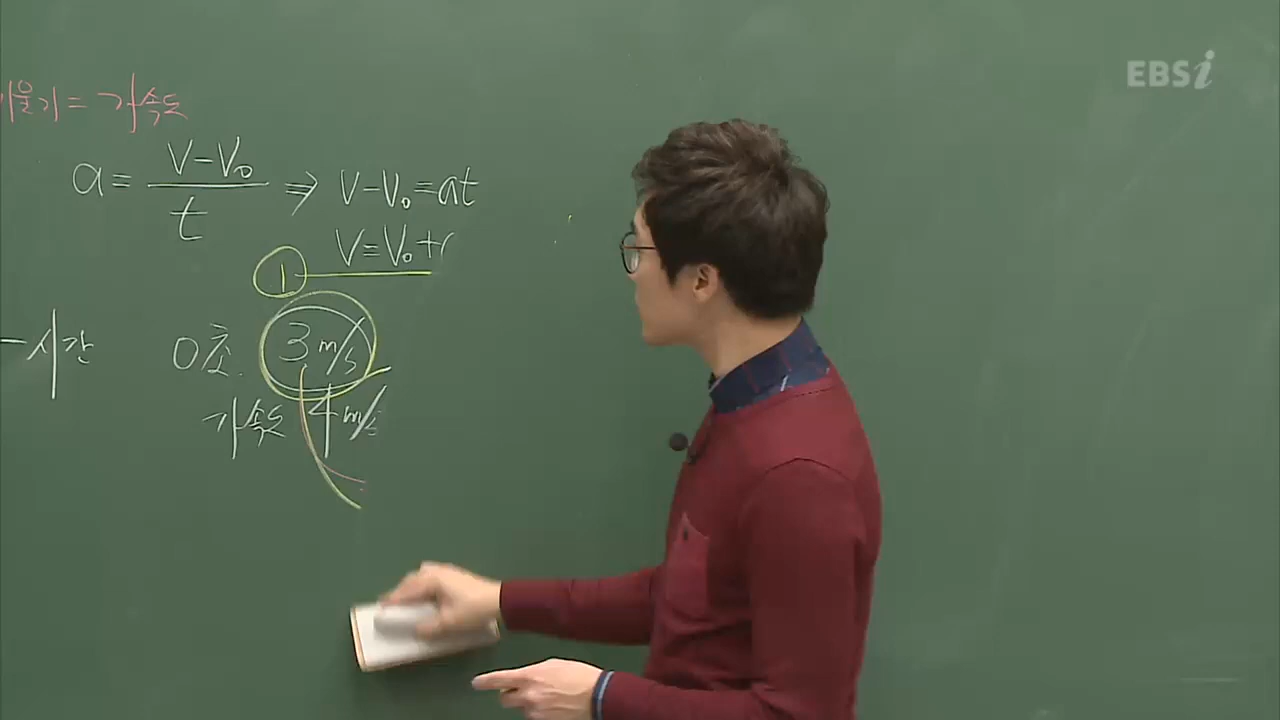 EBSi
기울기 = 가속도
a = (V-V₀)/t ⇒ V-V₀=at
V=V₀+
①
-시간 0초. 3m/s
가속도 4m/s